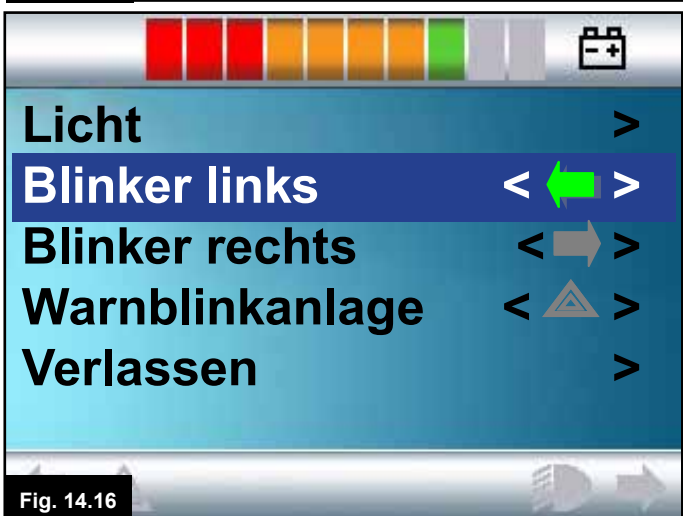 Licht >
Blinker links < >
Blinker rechts < >
Warnblinkanlage < >
Verlassen >
Fig. 14.16